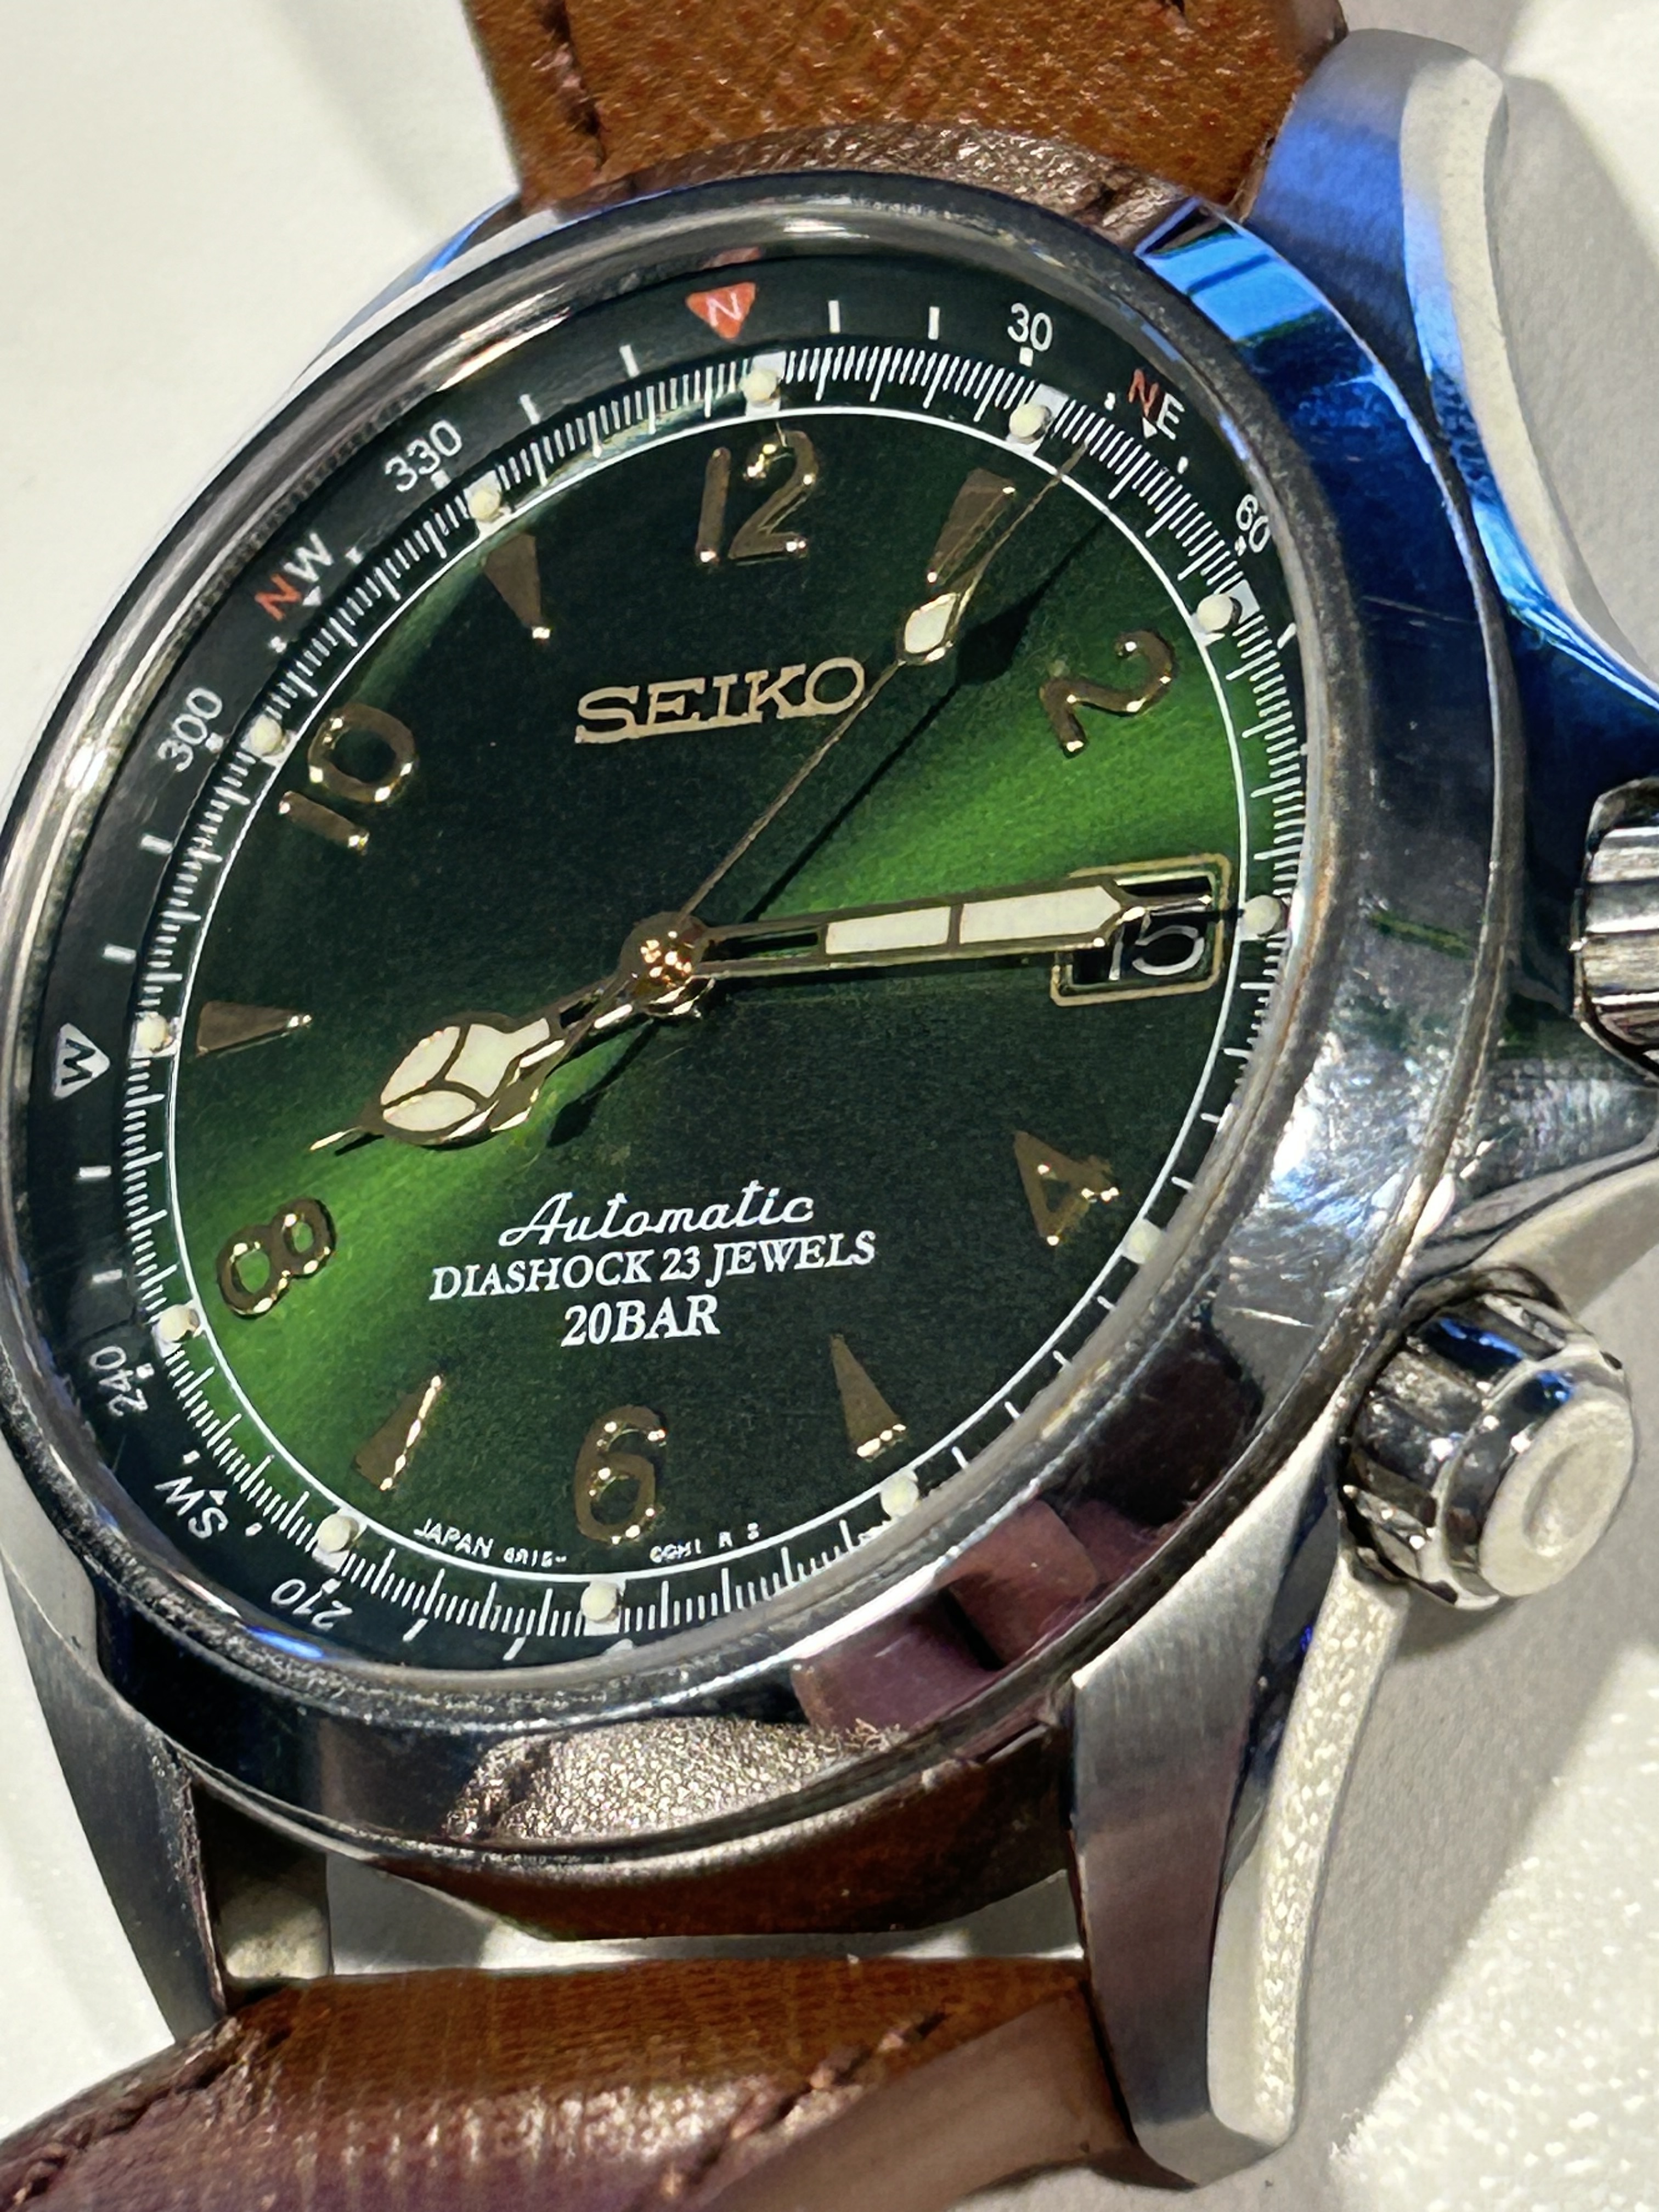 N
30
NE
60
330
NW
300
W
240
SW
210
12
2
10
SEIKO
15
4
8
Automatic
DIASHOCK 23 JEWELS
20BAR
6
JAPAN 6R15-